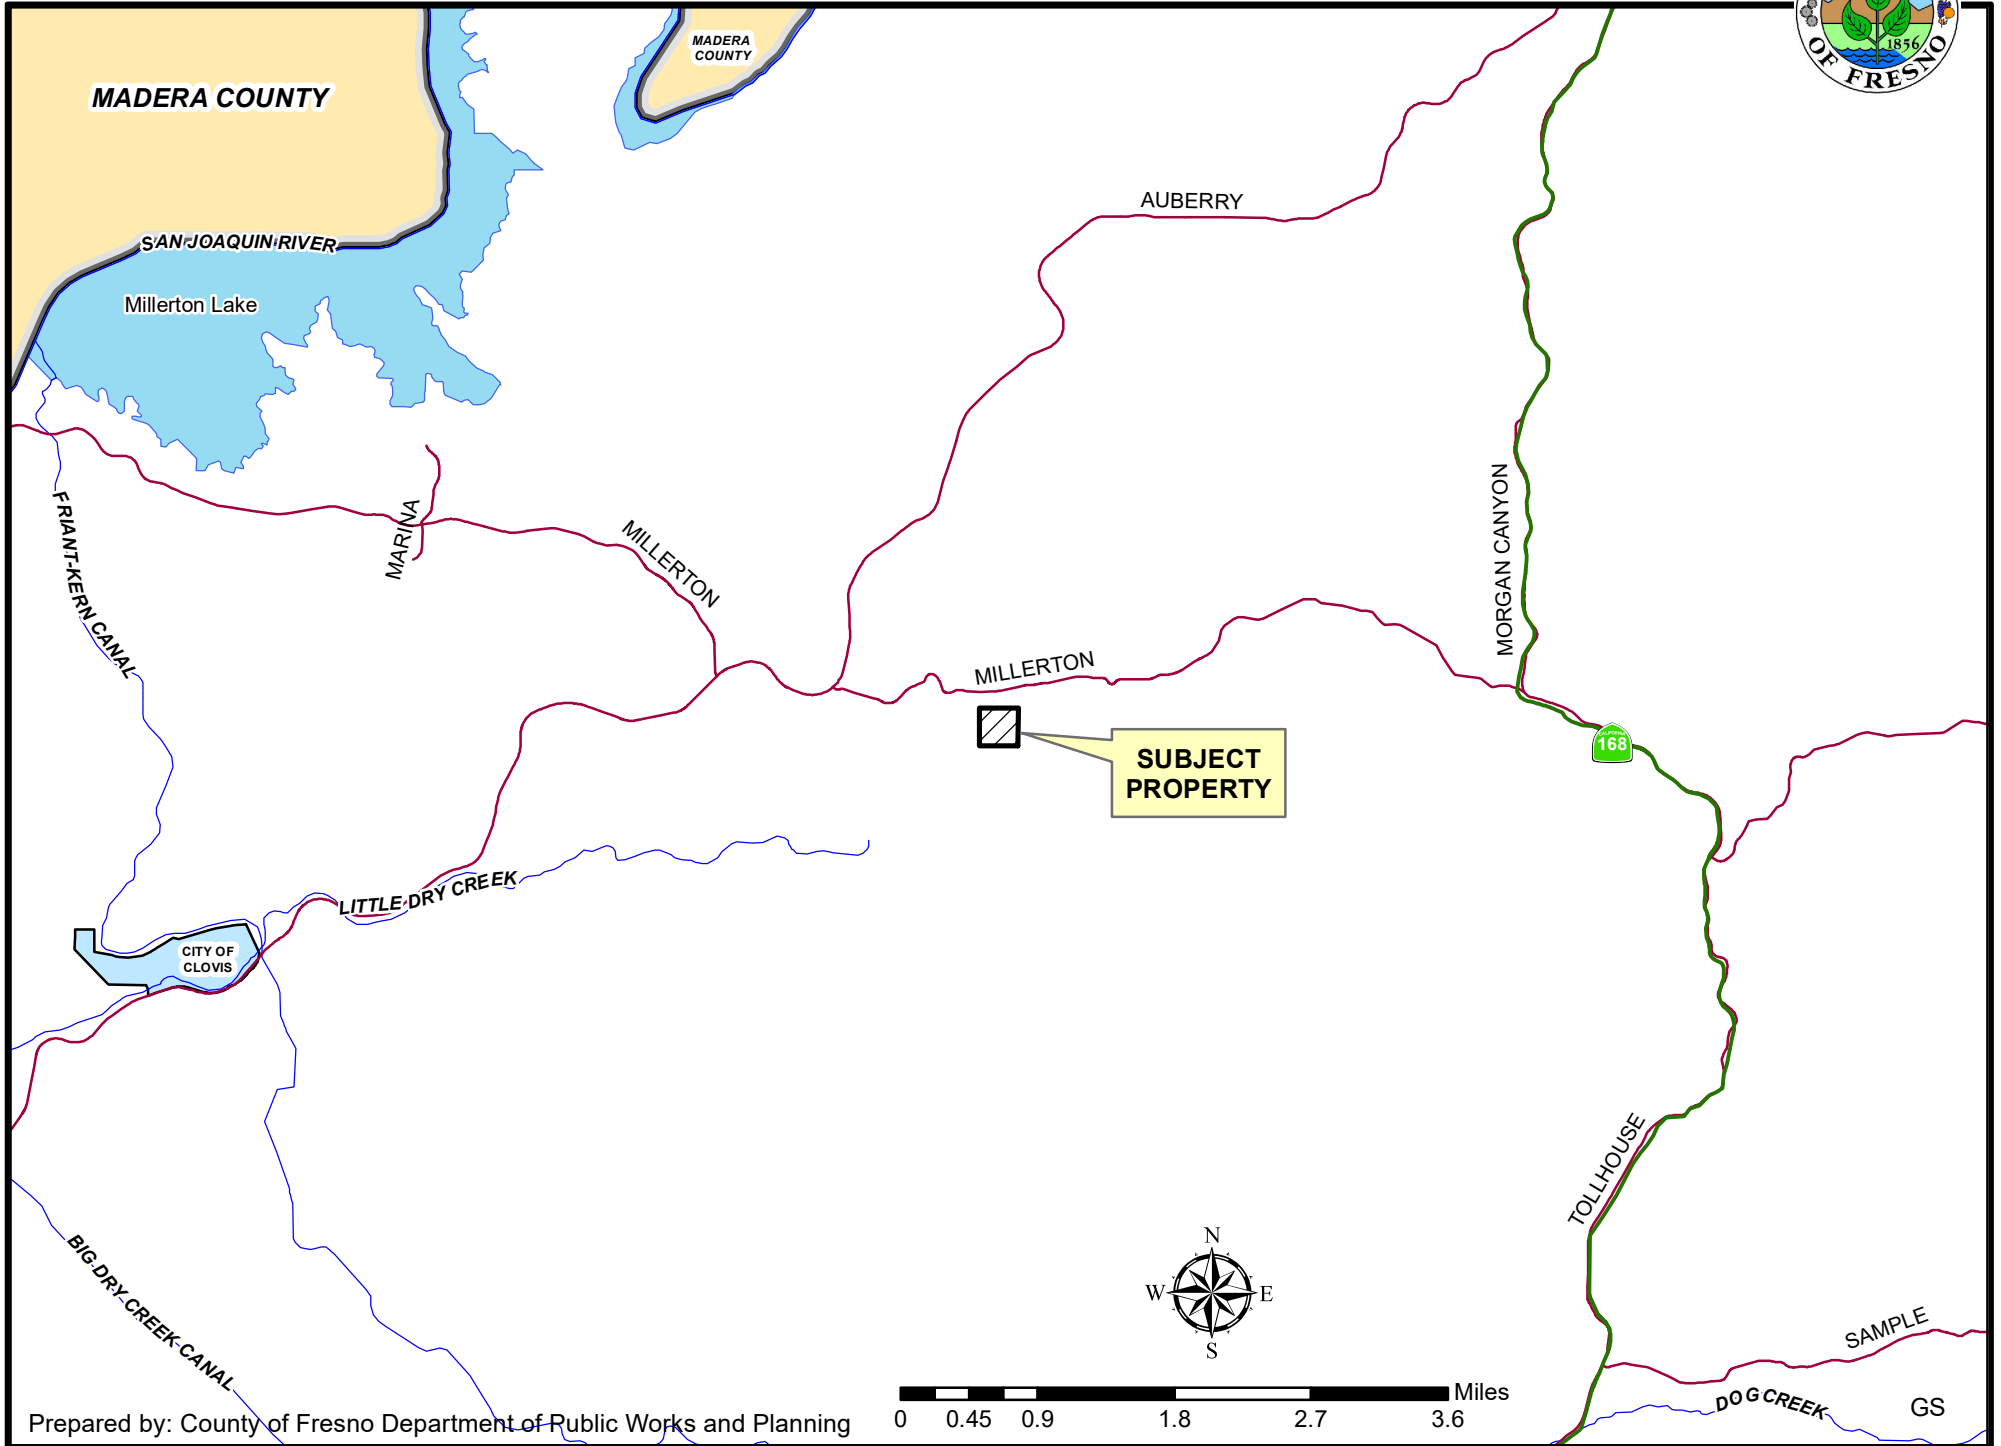 MADERA
COUNTY
1856
OF FRESNO
MADERA COUNTY
AUBERRY
SAN JOAQUIN RIVER
Millerton Lake
MORGAN CANYON
FRIANT-KERN CANAL
MARINA
MILLERTON
MILLERTON
CALIFORNIA
168
SUBJECT
PROPERTY
LITTLE DRY CREEK
CITY OF
CLOVIS
TOLLHOUSE
BIG DRY CREEK CANAL
N
W E
S
SAMPLE
DOG CREEK
GS
Miles
0 0.45 0.9 1.8 2.7 3.6
Prepared by: County of Fresno Department of Public Works and Planning